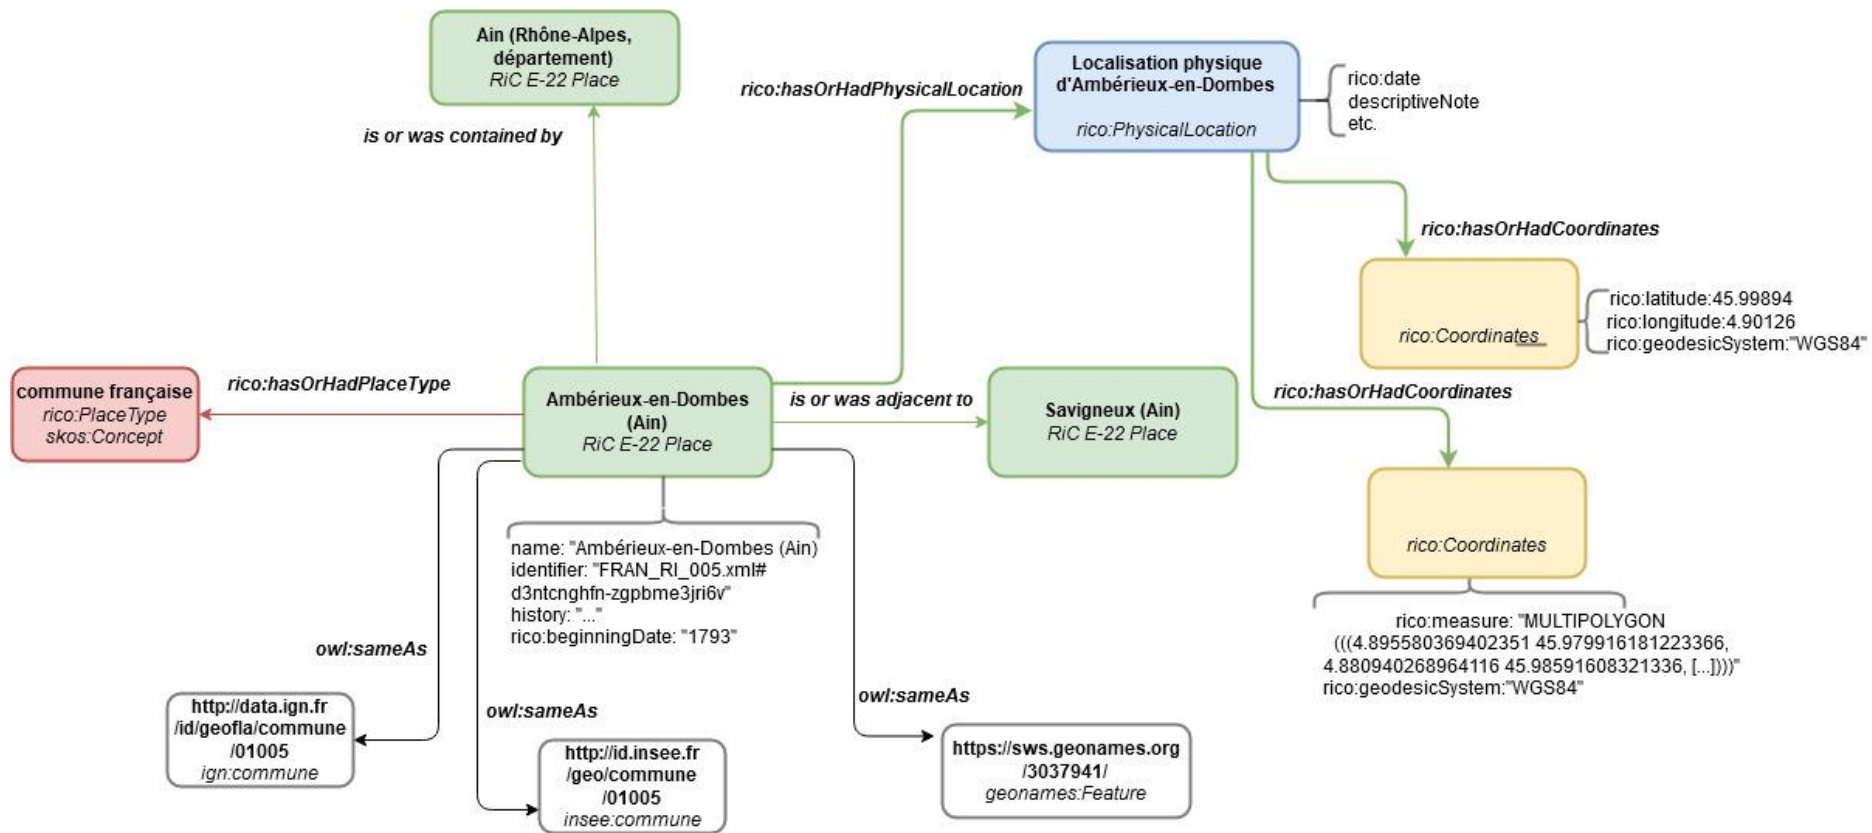 Ain (Rhône-Alpes,
département)
RiC E-22 Place
is or was contained by
rico:hasOrHadPhysicalLocation
Localisation physique
d'Ambérieux-en-Dombes
rico:PhysicalLocation
rico:date
descriptiveNote
etc.
rico:hasOrHadCoordinates
rico:Coordinates
rico:latitude:45.99894
rico:longitude:4.90126
rico:geodesicSystem:"WGS84"
commune française
rico:PlaceType
skos:Concept
rico:hasOrHadPlaceType
Ambérieux-en-Dombes
(Ain)
RiC E-22 Place
is or was adjacent to
Savigneux (Ain)
RiC E-22 Place
rico:hasOrHadCoordinates
rico:Coordinates
name: "Ambérieux-en-Dombes (Ain)
identifier: "FRAN_RI_005.xml#
d3ntcnghfn-zgpbme3jri6v"
history: "..."
rico:beginningDate: "1793"
rico:measure: "MULTIPOLYGON
(((4.895580369402351 45.979916181223366,
4.880940268964116 45.98591608321336, [...])))"
rico:geodesicSystem:"WGS84"
owl:sameAs
http://data.ign.fr
/id/geofla/commune
/01005
ign:commune
owl:sameAs
http://id.insee.fr
/geo/commune
/01005
insee:commune
owl:sameAs
https://sws.geonames.org
/3037941/
geonames:Feature